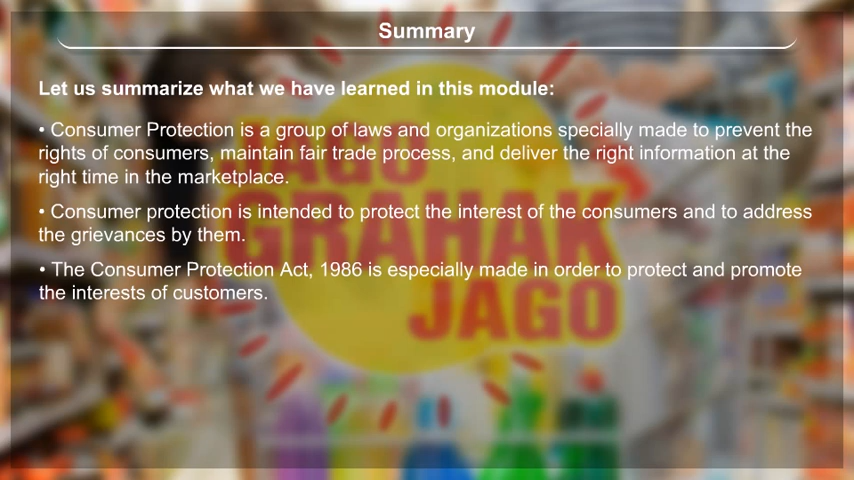 Summary
Let us summarize what we have learned in this module:
• Consumer Protection is a group of laws and organizations specially made to prevent the
rights of consumers, maintain fair trade process, and deliver the right information at the
right time in the marketplace.
• Consumer protection is intended to protect the interest of the consumers and to address
the grievances by them.
• The Consumer Protection Act, 1986 is especially made in order to protect and promote
the interests of customers.
JAGO
GRAHAK
JAGO